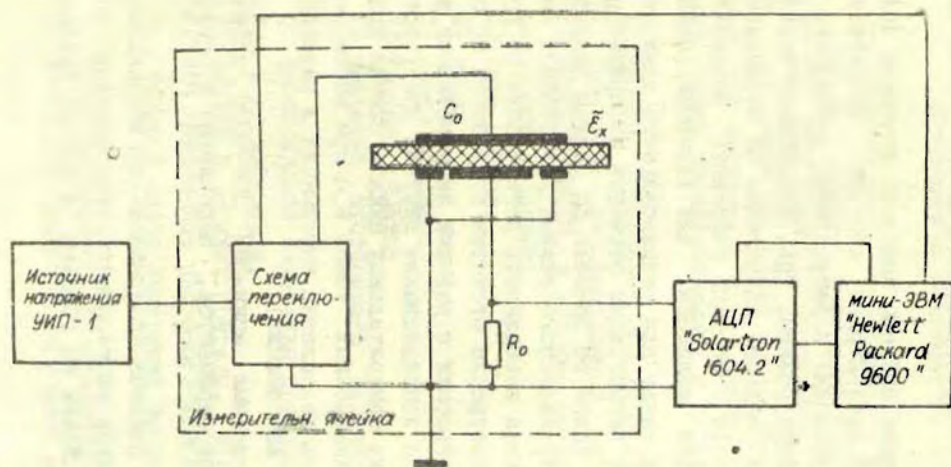 C₀
ε̃ₓ
Источник
напряжения
УИП-1
Схема
переклю-
чения
R₀
АЦП
"Solartron
1604.2"
мини-ЭВМ
"Hewlett
Packard
9600"
Измерительн. ячейка